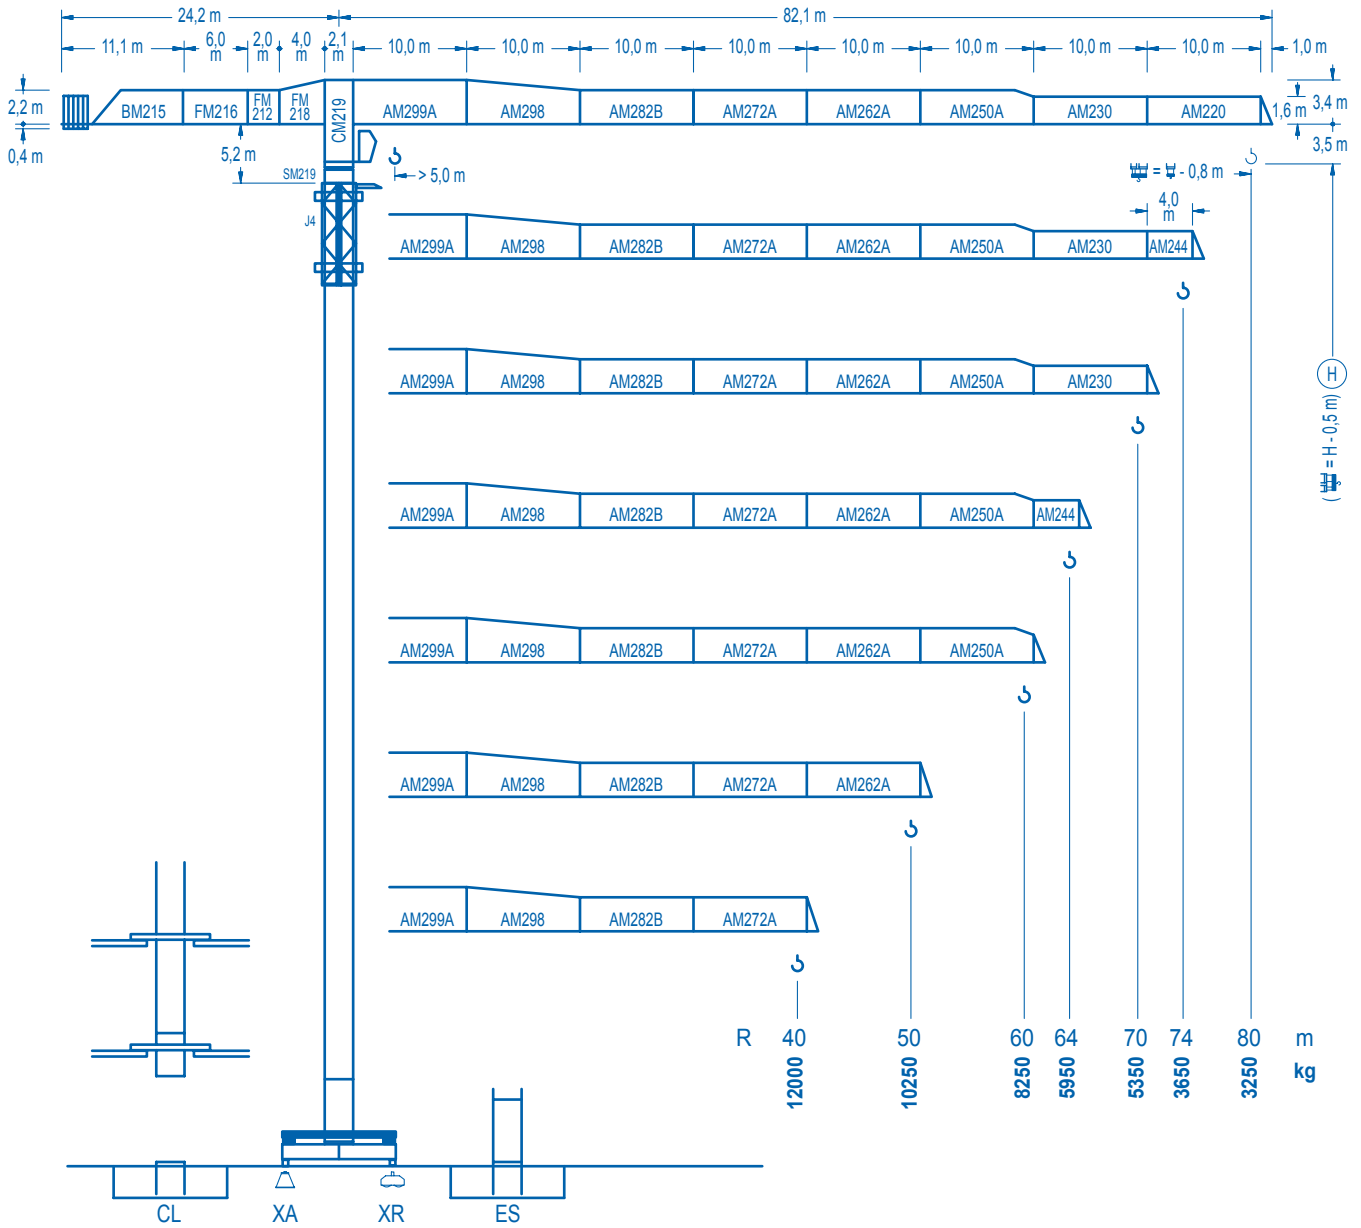 24,2 m 82,1 m
11,1 m 6,0 m 2,0 m 4,0 m 2,1 m 10,0 m 10,0 m 10,0 m 10,0 m 10,0 m 10,0 m 10,0 m 10,0 m 1,0 m
2,2 m BM215 FM216 FM 212 FM 218 CM219 AM299A AM298 AM282B AM272A AM262A AM250A AM230 AM220 1,6 m 3,4 m
0,4 m 5,2 m 3,5 m
SM219 > 5,0 m = - 0,8 m
J4 4,0 m
AM299A AM298 AM282B AM272A AM262A AM250A AM230 AM244
AM299A AM298 AM282B AM272A AM262A AM250A AM230
H
( = H - 0,5 m)
AM299A AM298 AM282B AM272A AM262A AM250A AM244
AM299A AM298 AM282B AM272A AM262A AM250A
AM299A AM298 AM282B AM272A AM262A
AM299A AM298 AM282B AM272A
R 40 50 60 64 70 74 80 m
12000 10250 8250 5950 5350 3650 3250 kg
CL XA XR ES